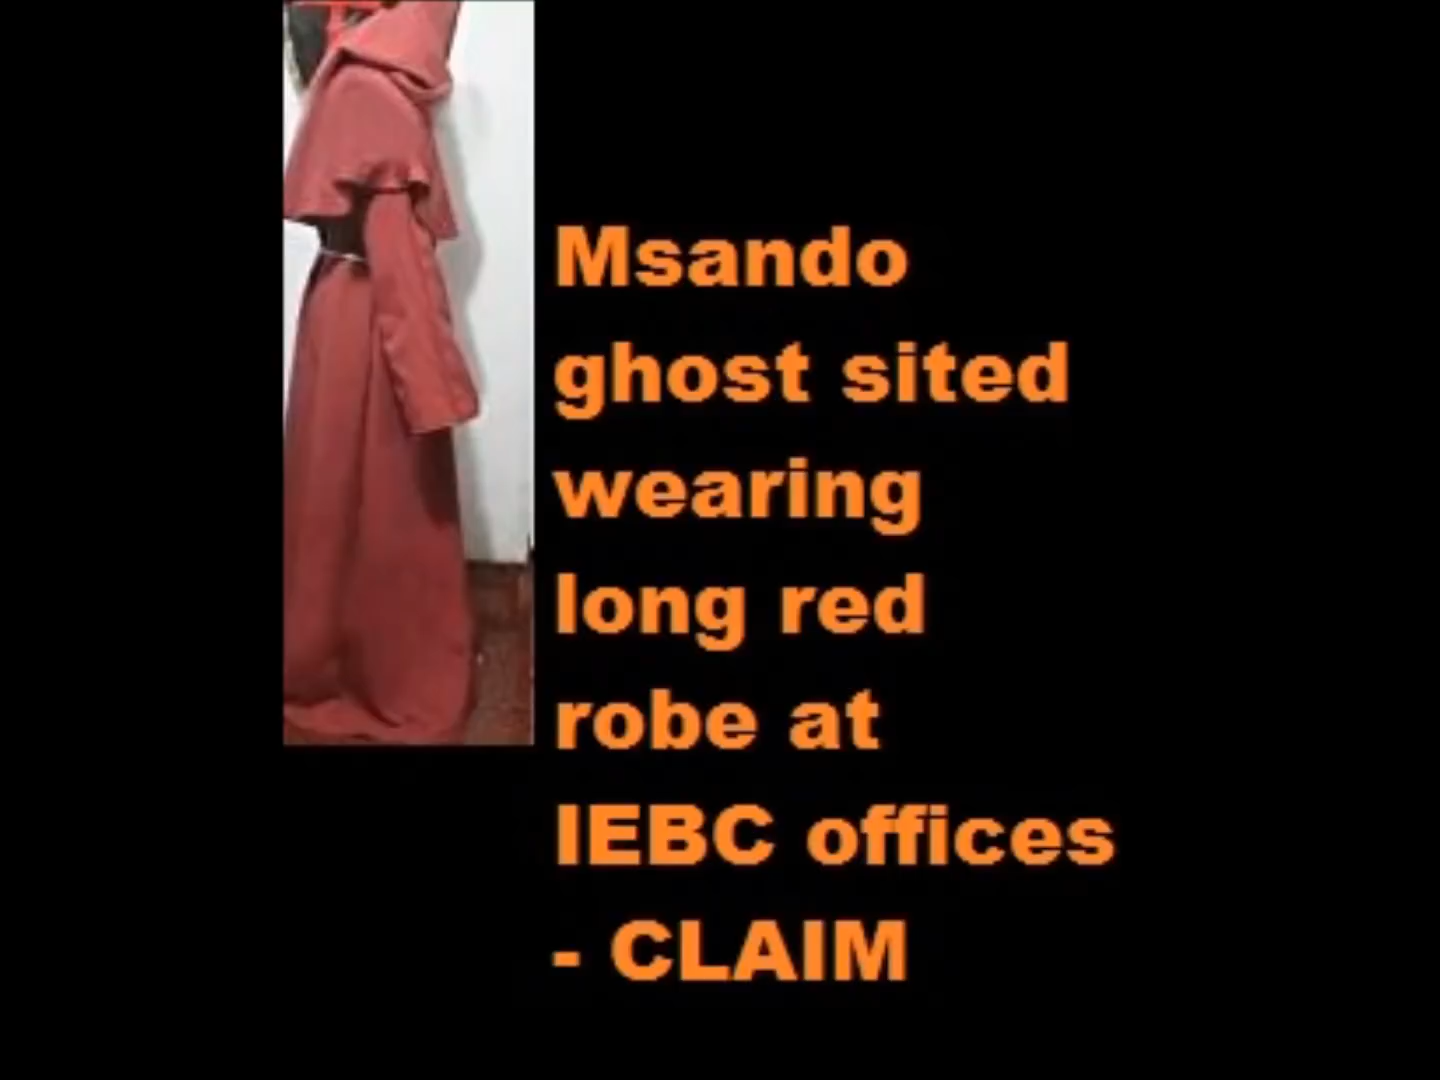 Msando
ghost sited
wearing
long red
robe at
IEBC offices
- CLAIM